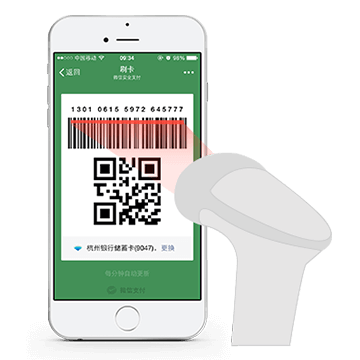 中国移动 09:34 98%
返回 刷卡 •••
微信安全支付
1301 0615 5972 645777
杭州银行储蓄卡(9047)，更换
每分钟自动更新
微信支付